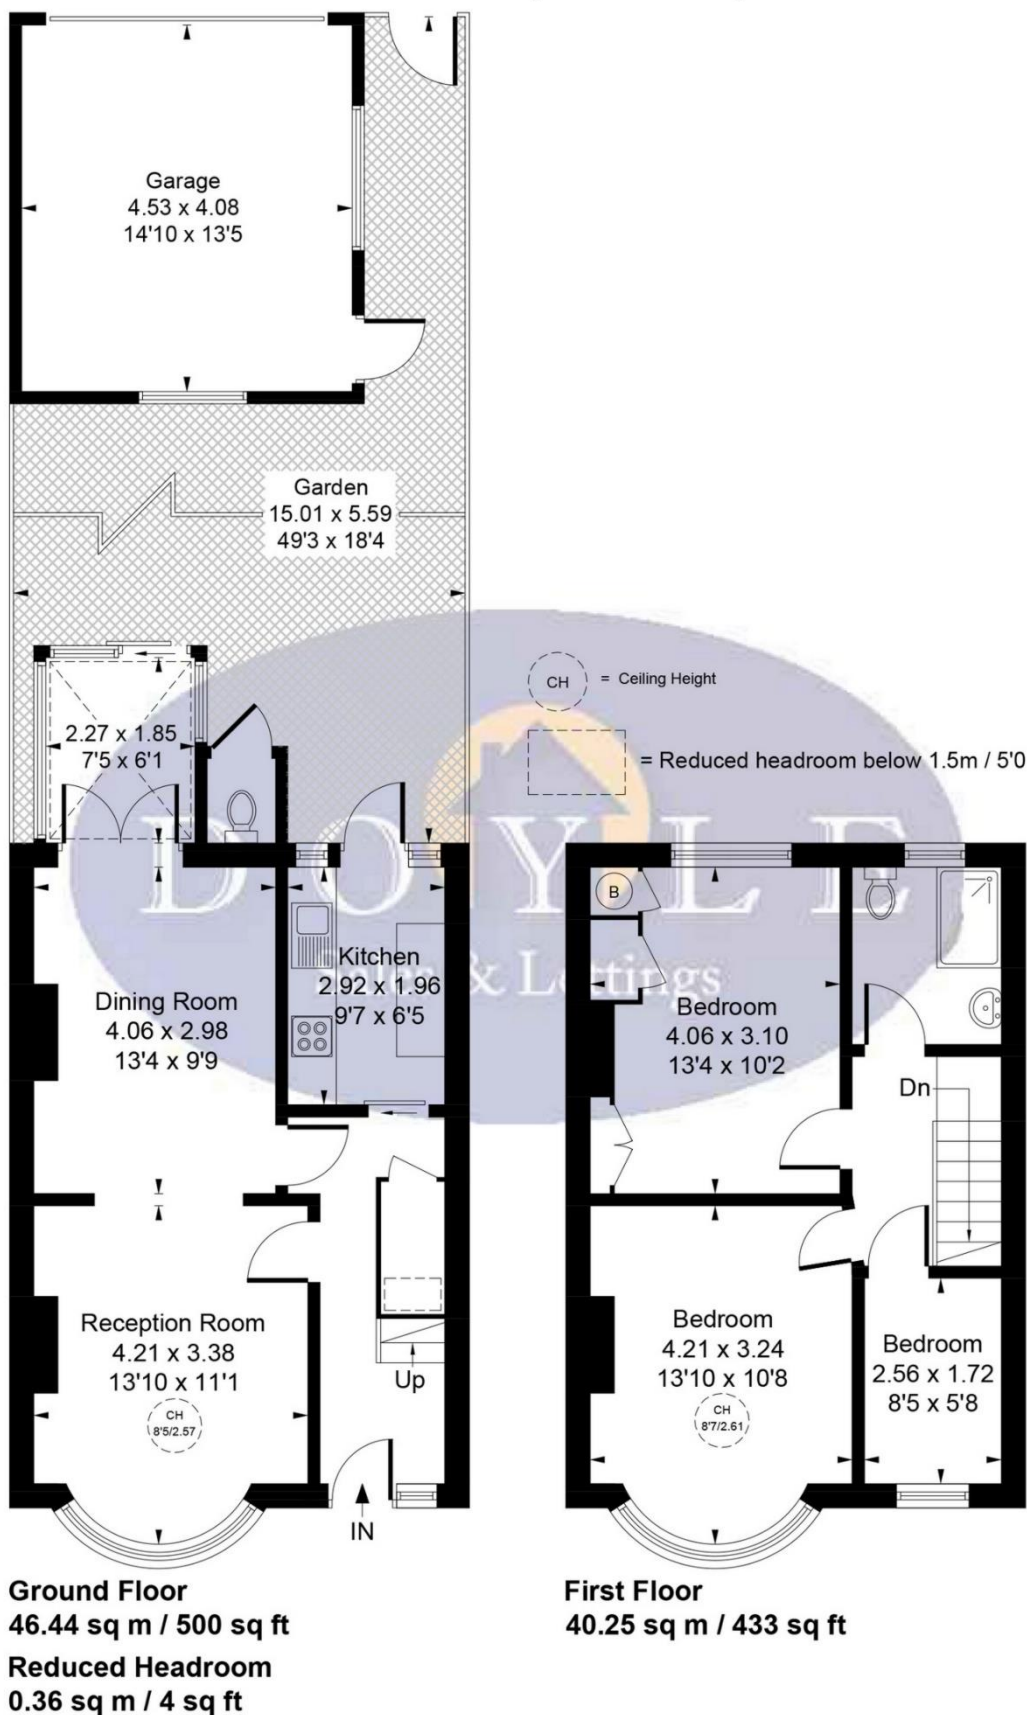 Garage
4.53 x 4.08
14'10 x 13'5
Garden
15.01 x 5.59
49'3 x 18'4
CH
= Ceiling Height
2.27 x 1.85
7'5 x 6'1
= Reduced headroom below 1.5m / 5'0
DOYLE
Sales & Lettings
Kitchen
2.92 x 1.96
9'7 x 6'5
Dining Room
4.06 x 2.98
13'4 x 9'9
B
Bedroom
4.06 x 3.10
13'4 x 10'2
Dn
Reception Room
4.21 x 3.38
13'10 x 11'1
CH
8'5/2.57
Up
IN
Bedroom
4.21 x 3.24
13'10 x 10'8
CH
8'7/2.61
Bedroom
2.56 x 1.72
8'5 x 5'8
Ground Floor
46.44 sq m / 500 sq ft
Reduced Headroom
0.36 sq m / 4 sq ft
First Floor
40.25 sq m / 433 sq ft